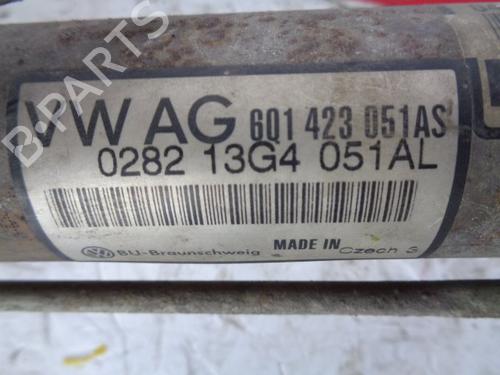 VW AG 6Q1 423 051AS
0282 13G4 051AL
BU-Braunschweig
MADE IN Czech
B-PARTS